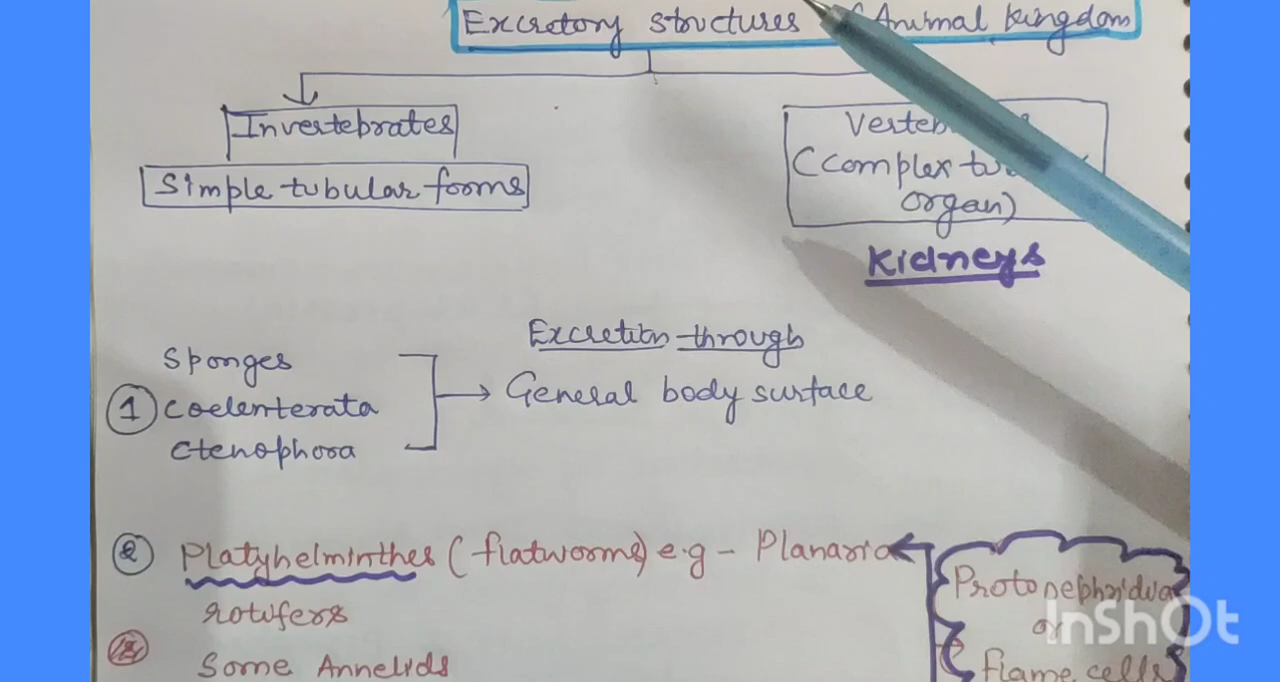 Excretory structures (Animal kingdom)
Invertebrates
Simple tubular forms
(complex
organ)
Kidneys
Excretion through
Sponges
① Coelenterata
Ctenophora
General body surface
② Platyhelminthes (flatworms) e.g - Planaria
rotifers
Some Annelids
Protonephridia
or
flame cells
InShOt